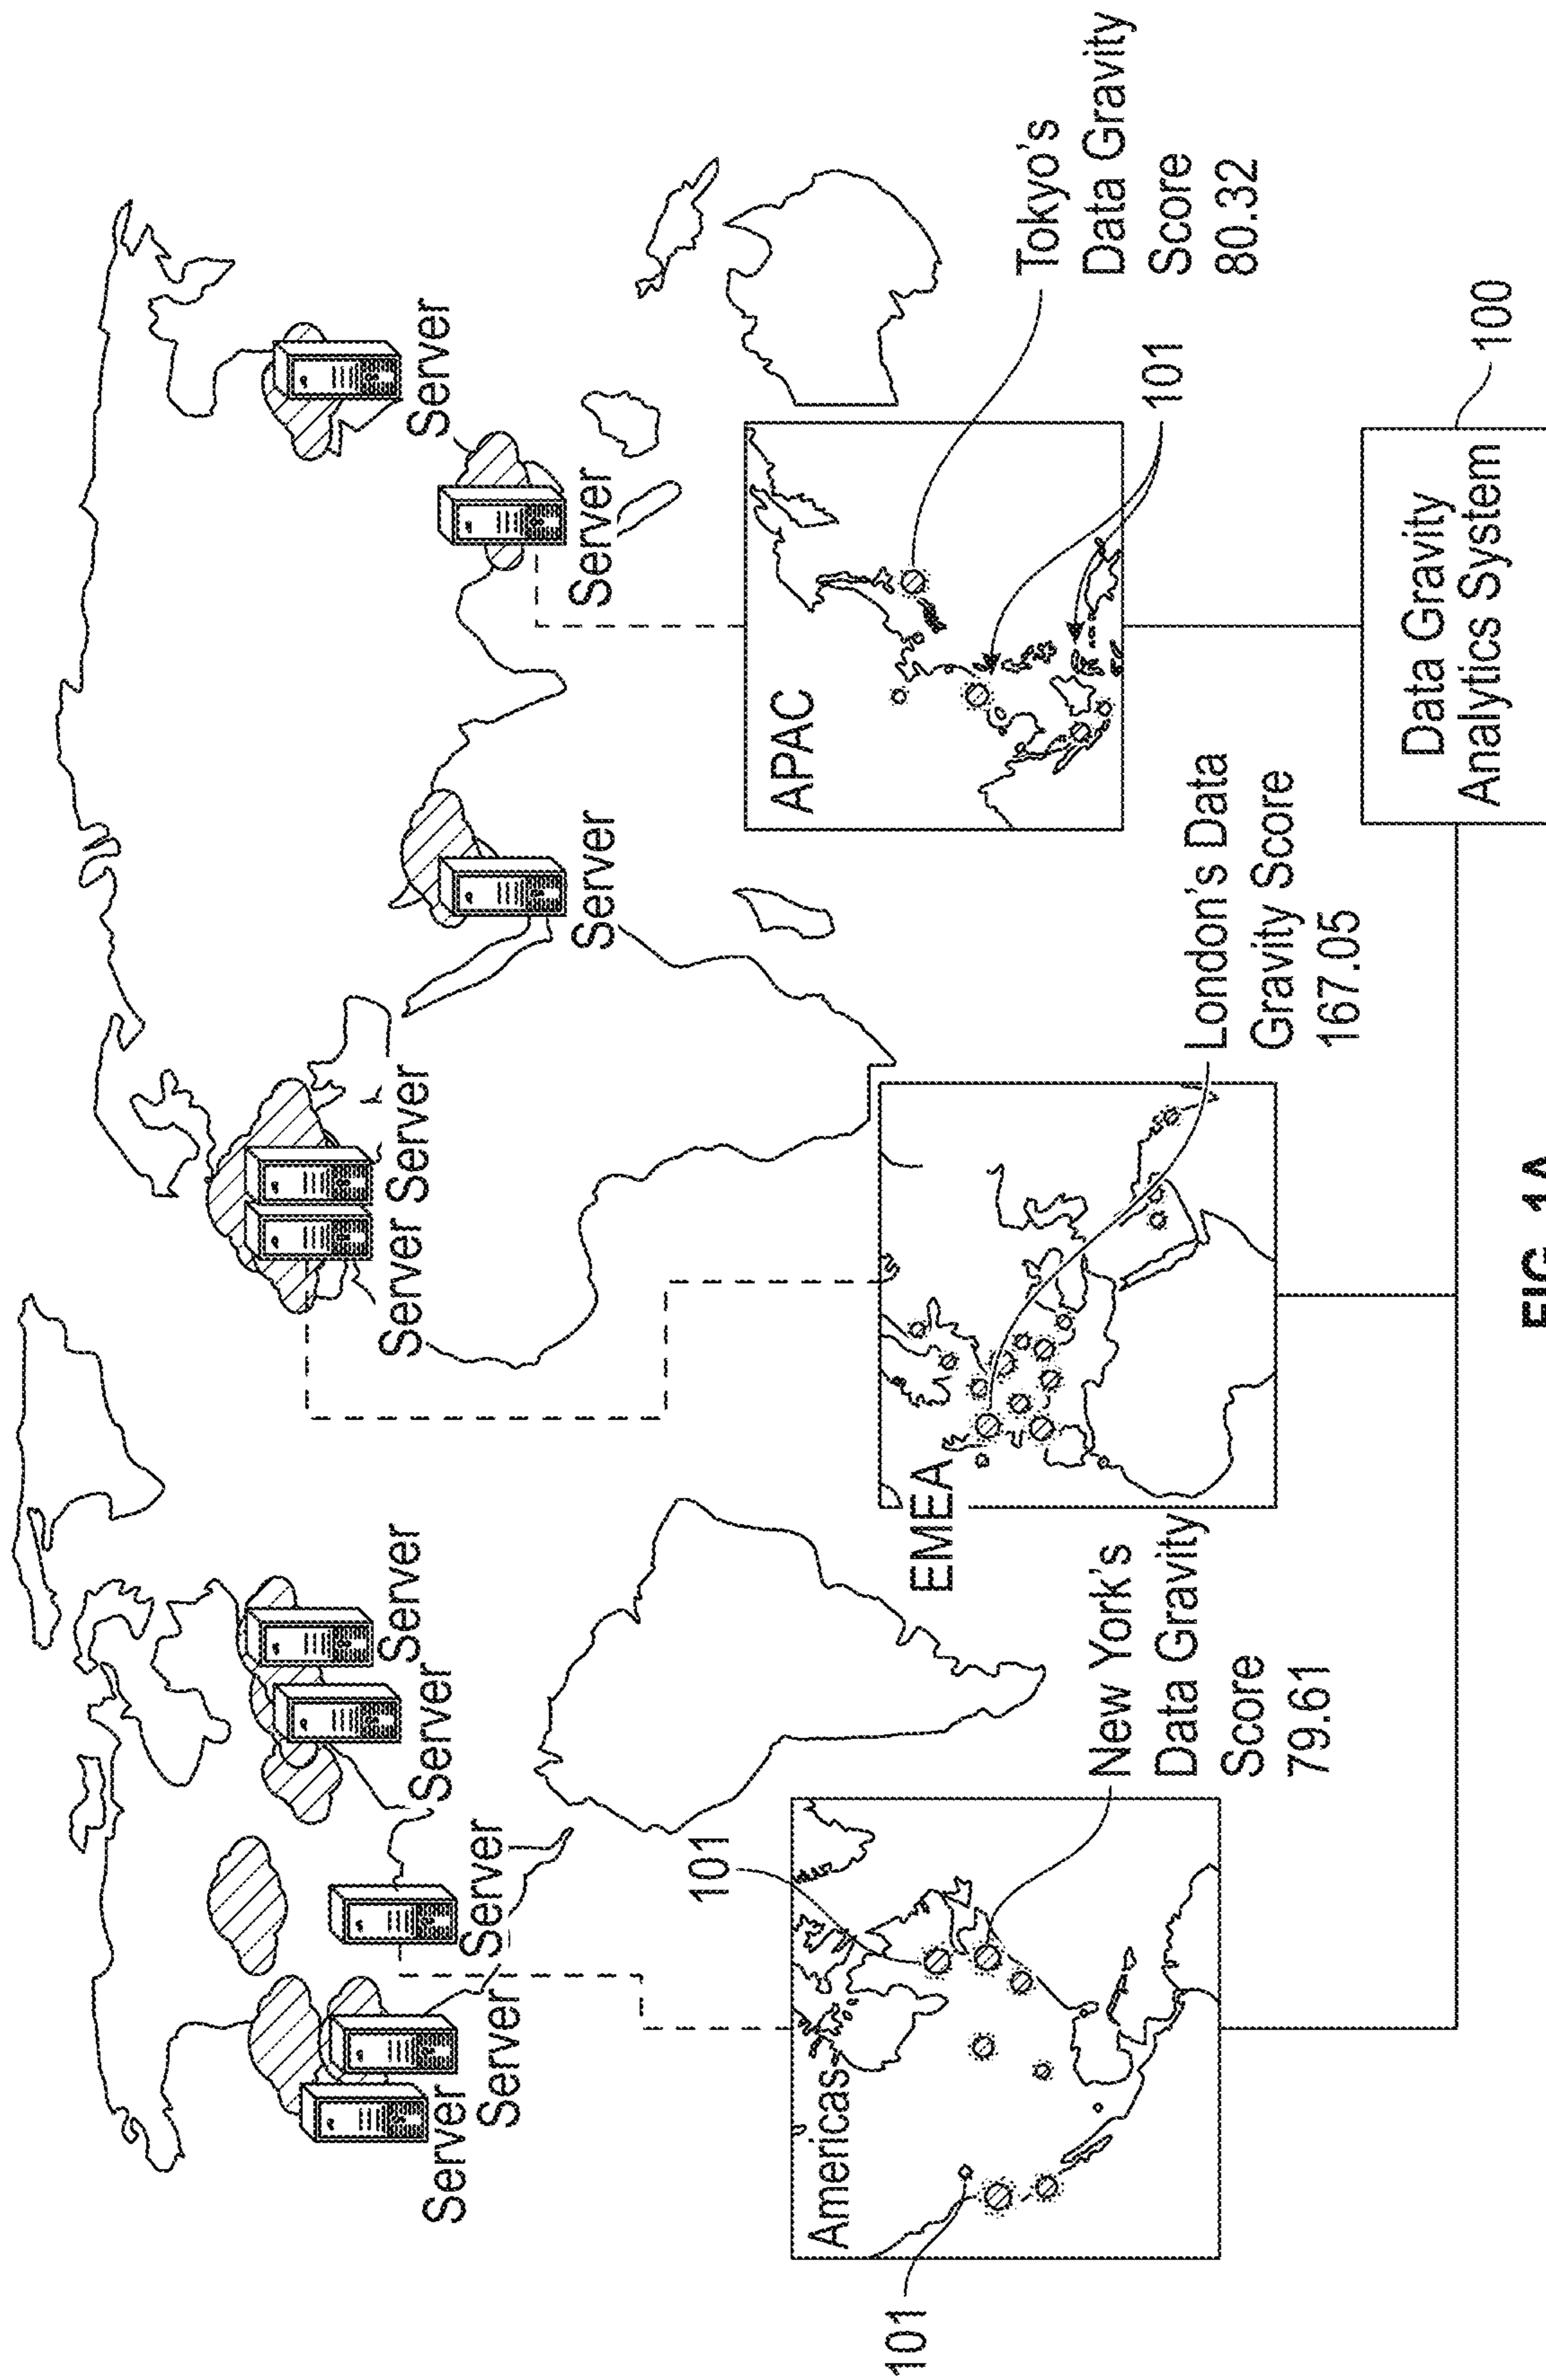 Server
Server
Server
Server
Server
Server Server
Server
Server
Server
Americas
101
101
New York's
Data Gravity
Score
79.61
EMEA
London's Data
Gravity Score
167.05
APAC
Tokyo's
Data Gravity
Score
80.32
101
Data Gravity
Analytics System
100
FIG. 1A